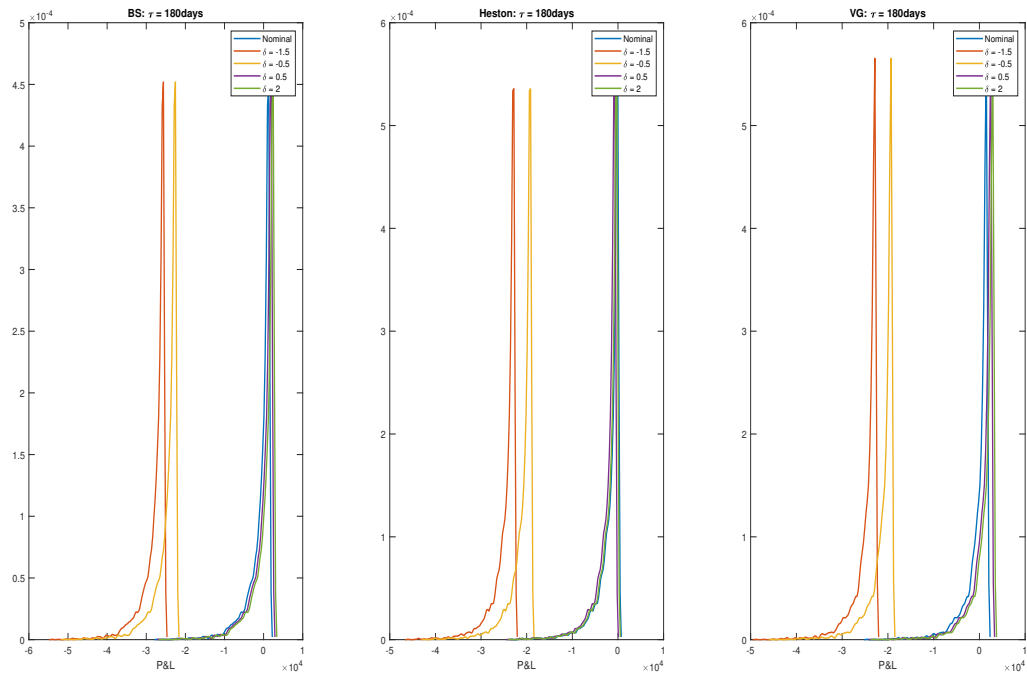 BS: τ = 180days
5 ×10⁻⁴
4.5
4
3.5
3
2.5
2
1.5
1
0.5
0
-6 -5 -4 -3 -2 -1 0 1
×10⁴
Nominal
δ = -1.5
δ = -0.5
δ = 0.5
δ = 2
Heston: τ = 180days
6 ×10⁻⁴
5
4
3
2
1
0
-5 -4 -3 -2 -1 0 1
P&L ×10⁴
Nominal
δ = -1.5
δ = -0.5
δ = 0.5
δ = 2
VG: τ = 180days
6 ×10⁻⁴
5
4
3
2
1
0
-5 -4 -3 -2 -1 0 1
P&L ×10⁴
Nominal
δ = -1.5
δ = -0.5
δ = 0.5
δ = 2
P&L